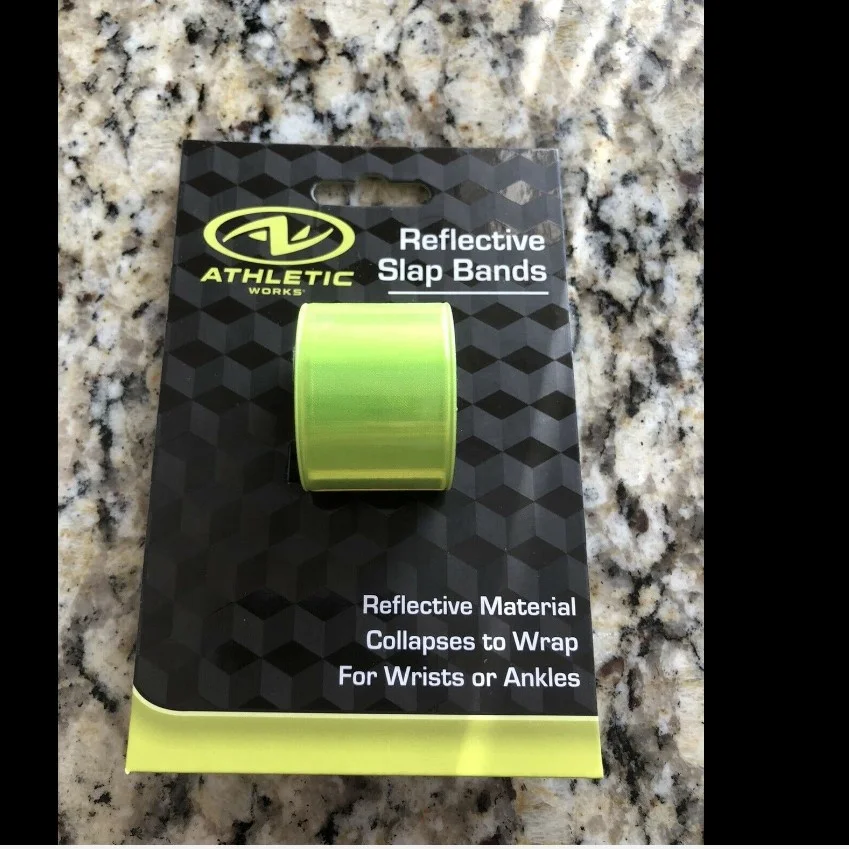 ATHLETIC
WORKS
Reflective
Slap Bands
Reflective Material
Collapses to Wrap
For Wrists or Ankles